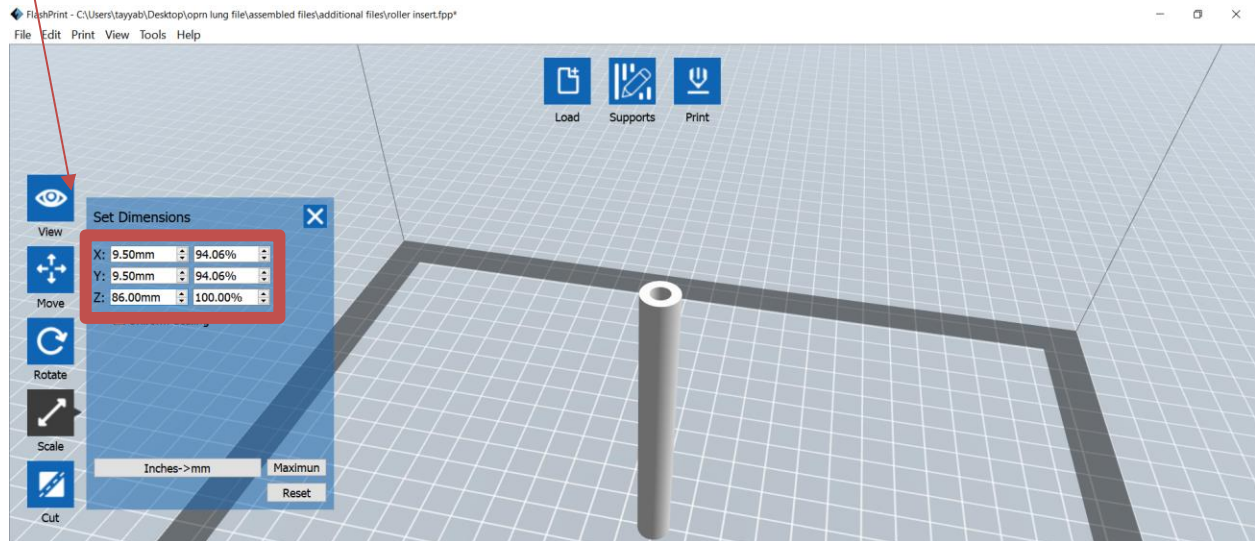 FlashPrint - C:\Users\tayyab\Desktop\oprn lung file\assembled files\additional files\roller insert.fpp*
File Edit Print View Tools Help
Load Supports Print
View
Set Dimensions
X: 9.50mm 94.06%
Y: 9.50mm 94.06%
Z: 86.00mm 100.00%
Move
Rotate
Scale
Inches->mm Maximun
Reset
Cut